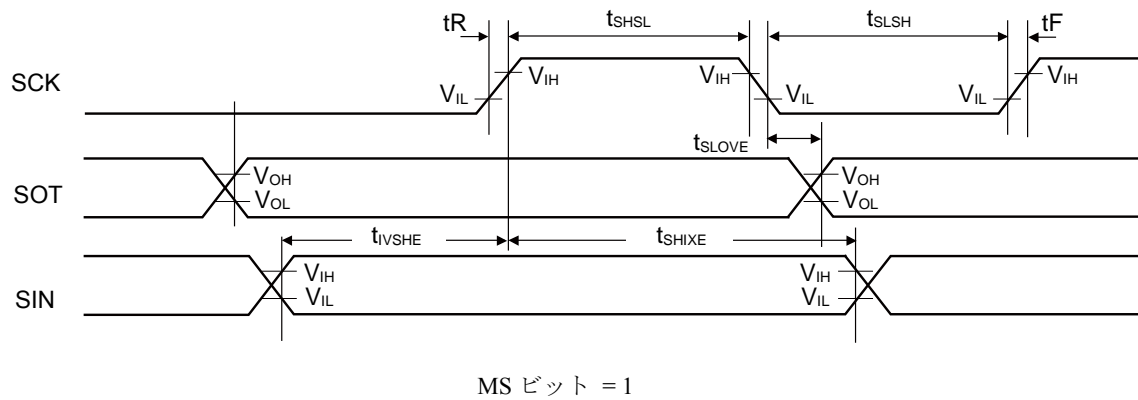 tR tSHSL tSLSH tF
SCK VIH VIH VIH
VIL VIL VIL
tSLOVE
SOT VOH VOH
VOL VOL
tIVSHE tSHIXE
SIN VIH VIH
VIL VIL
MS ビット = 1